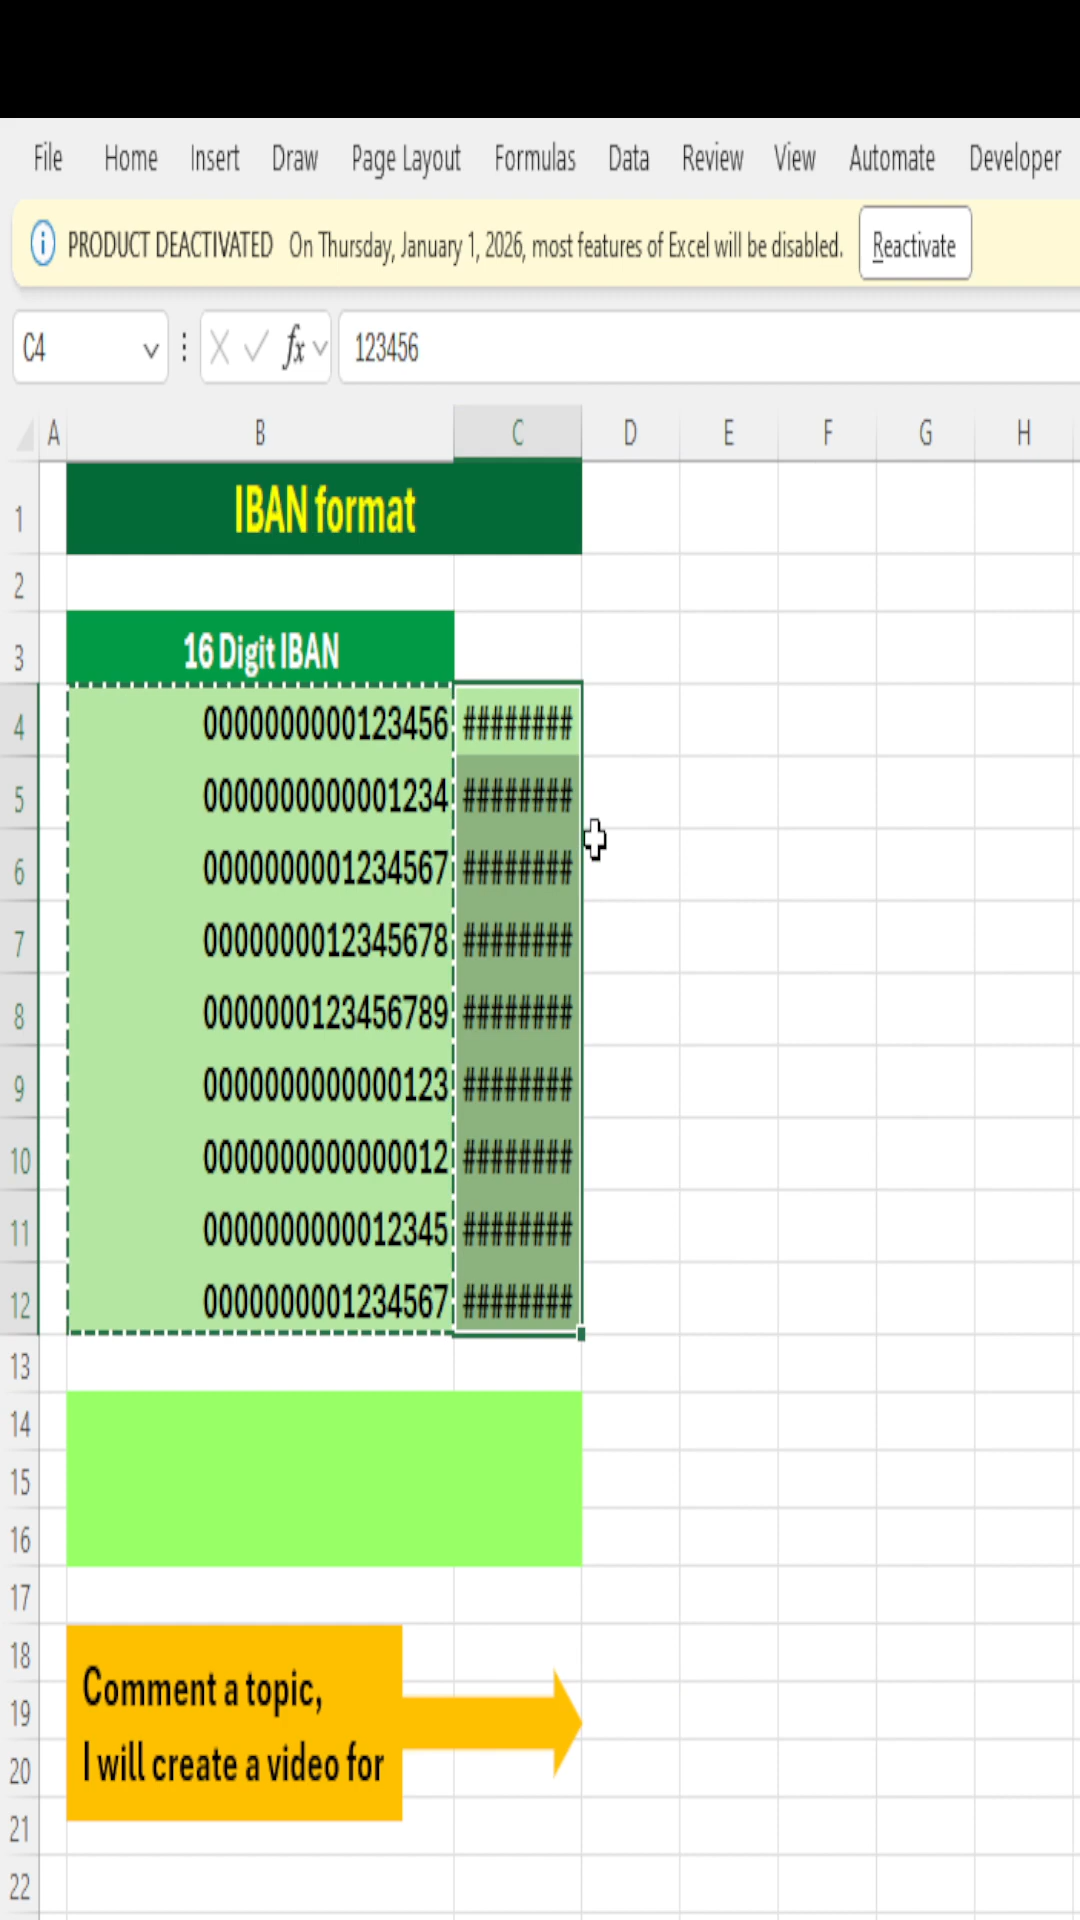 File Home Insert Draw Page Layout Formulas Data Review View Automate Developer
PRODUCT DEACTIVATED On Thursday, January 1, 2026, most features of Excel will be disabled. Reactivate
C4 fx 123456
A B C D E F G H
1 IBAN format
2
3 16 Digit IBAN
4 0000000000123456 ########
5 0000000000001234 ########
6 0000000001234567 ########
7 0000000012345678 ########
8 0000000123456789 ########
9 0000000000000123 ########
10 0000000000000012 ########
11 0000000000012345 ########
12 0000000001234567 ########
13
14
15
16
17
18
Comment a topic,
19
I will create a video for
20
21
22